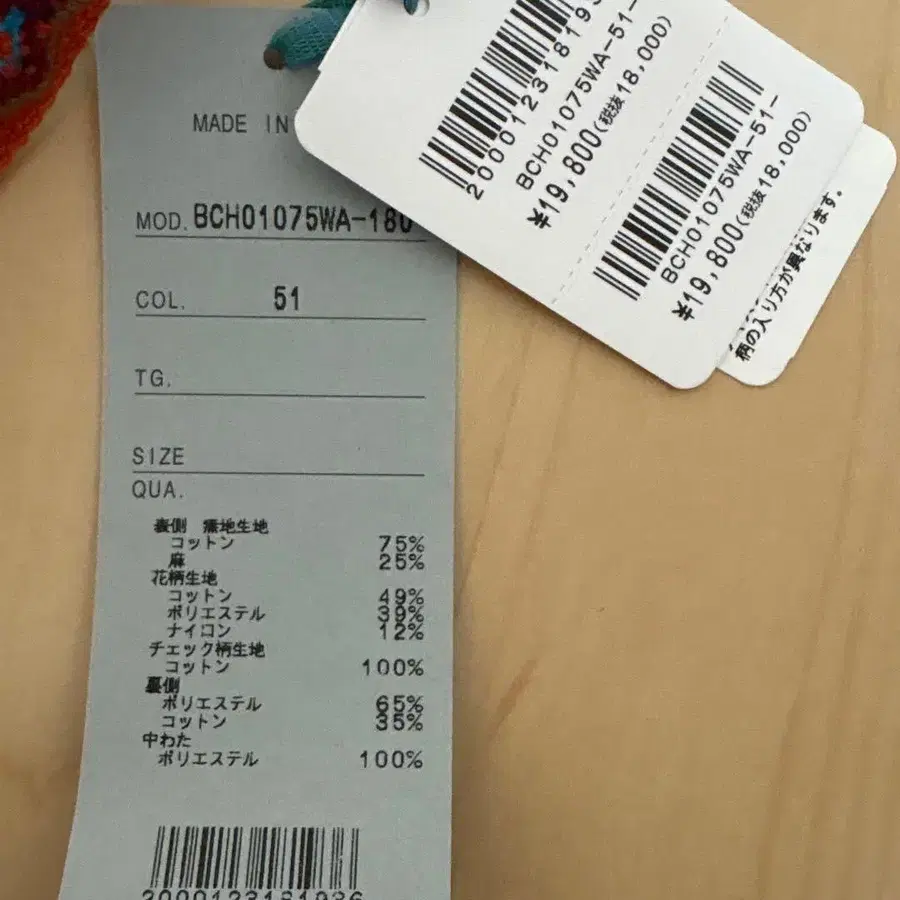 MADE IN
MOD. BCH01075WA-180
COL. 51
TG.
SIZE
QUA.
表側 無地生地
コットン 75%
麻 25%
花柄生地
コットン 49%
ポリエステル 39%
ナイロン 12%
チェック柄生地
コットン 100%
裏側
ポリエステル 65%
コットン 35%
中わた
ポリエステル 100%
BCH01075WA-51-
¥19,800(税抜18,000)
BCH01075WA-51-
¥19,800(税抜18,000)
柄の入り方が異なります。